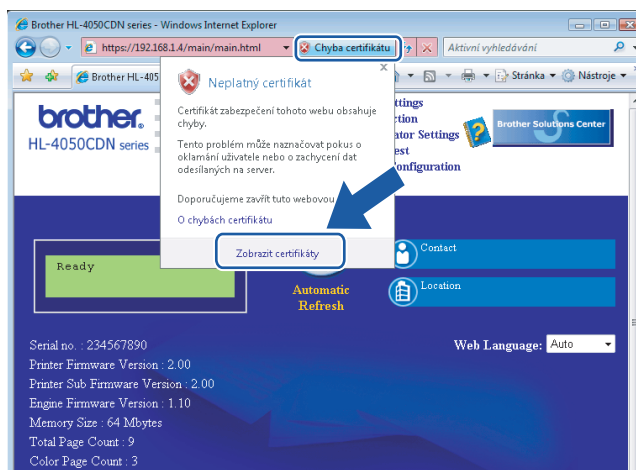 Brother HL-4050CDN series - Windows Internet Explorer
https://192.168.1.4/main/main.html
Chyba certifikátu
Aktivní vyhledávání
Brother HL-405
Stránka
Nástroje
Neplatný certifikát
Certifikát zabezpečení tohoto webu obsahuje
chyby.
Tento problém může naznačovat pokus o
oklamání uživatele nebo o zachycení dat
odesílaných na server.
Doporučujeme zavřít tuto webovou
O chybách certifikátu
Zobrazit certifikáty
brother
HL-4050CDN series
ttings
ction
ator Settings
est
onfiguration
Brother Solutions Center
Ready
Automatic
Refresh
Contact
Location
Serial no. : 234567890
Web Language: Auto
Printer Firmware Version : 2.00
Printer Sub Firmware Version : 2.00
Engine Firmware Version : 1.10
Memory Size : 64 Mbytes
Total Page Count : 9
Color Page Count : 3